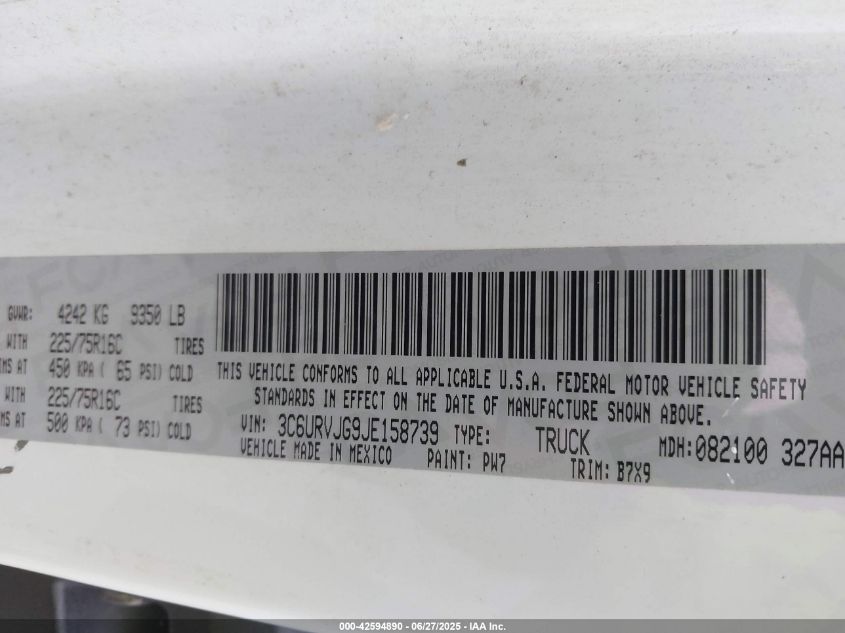 GVWR: 4242 KG 9350 LB
WITH 225/75R16C TIRES
MS AT 450 KPA ( 65 PSI) COLD
WITH 225/75R16C TIRES
MS AT 500 KPA ( 73 PSI) COLD
THIS VEHICLE CONFORMS TO ALL APPLICABLE U.S.A. FEDERAL MOTOR VEHICLE SAFETY
STANDARDS IN EFFECT ON THE DATE OF MANUFACTURE SHOWN ABOVE.
VIN: 3C6URVJG9JE158739 TYPE: TRUCK MDH:082100 327AA
VEHICLE MADE IN MEXICO PAINT: PW7 TRIM: B7X9
000-42594890 - 06/27/2025 - IAA Inc.